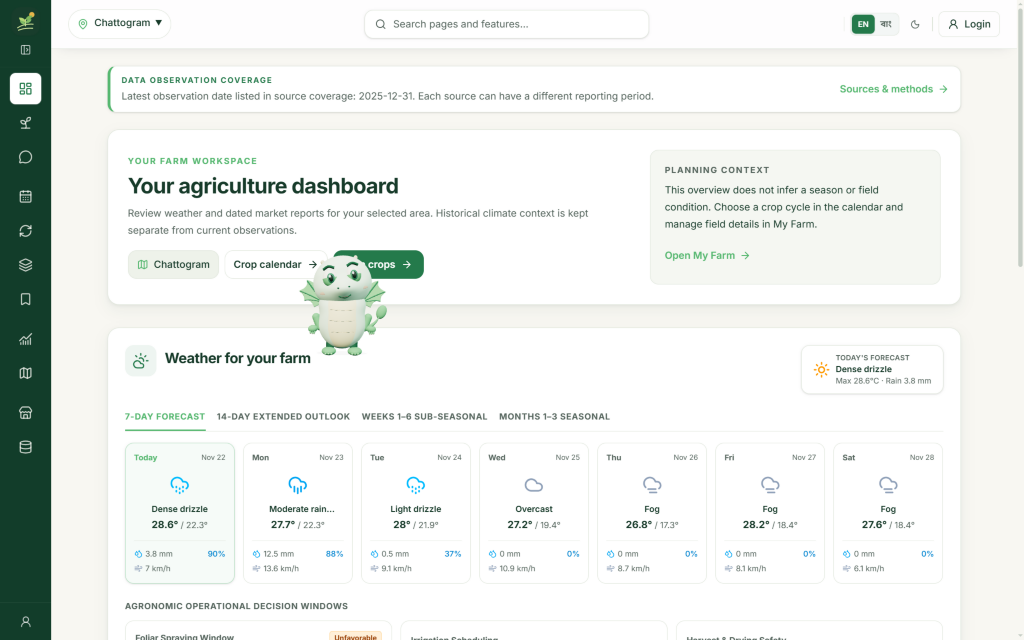 Chattogram ▼
Search pages and features...
EN
বাং
Login
DATA OBSERVATION COVERAGE
Latest observation date listed in source coverage: 2025-12-31. Each source can have a different reporting period.
Sources & methods →
YOUR FARM WORKSPACE
Your agriculture dashboard
Review weather and dated market reports for your selected area. Historical climate context is kept
separate from current observations.
Chattogram
Crop calendar →
crops →
PLANNING CONTEXT
This overview does not infer a season or field
condition. Choose a crop cycle in the calendar and
manage field details in My Farm.
Open My Farm →
Weather for your farm
TODAY'S FORECAST
Dense drizzle
Max 28.6°C · Rain 3.8 mm
7-DAY FORECAST 14-DAY EXTENDED OUTLOOK WEEKS 1–6 SUB-SEASONAL MONTHS 1–3 SEASONAL
Today Nov 22
Dense drizzle
28.6° / 22.3°
3.8 mm 90%
7 km/h
Mon Nov 23
Moderate rain...
27.7° / 22.3°
12.5 mm 88%
13.6 km/h
Tue Nov 24
Light drizzle
28° / 21.9°
0.5 mm 37%
9.1 km/h
Wed Nov 25
Overcast
27.2° / 19.4°
0 mm 0%
10.9 km/h
Thu Nov 26
Fog
26.8° / 17.3°
0 mm 0%
8.7 km/h
Fri Nov 27
Fog
28.2° / 18.4°
0 mm 0%
8.1 km/h
Sat Nov 28
Fog
27.6° / 18.4°
0 mm 0%
6.1 km/h
AGRONOMIC OPERATIONAL DECISION WINDOWS
Foliar Spraying Window
Unfavorable
Irrigation Scheduling
Harvest & Drying Safety